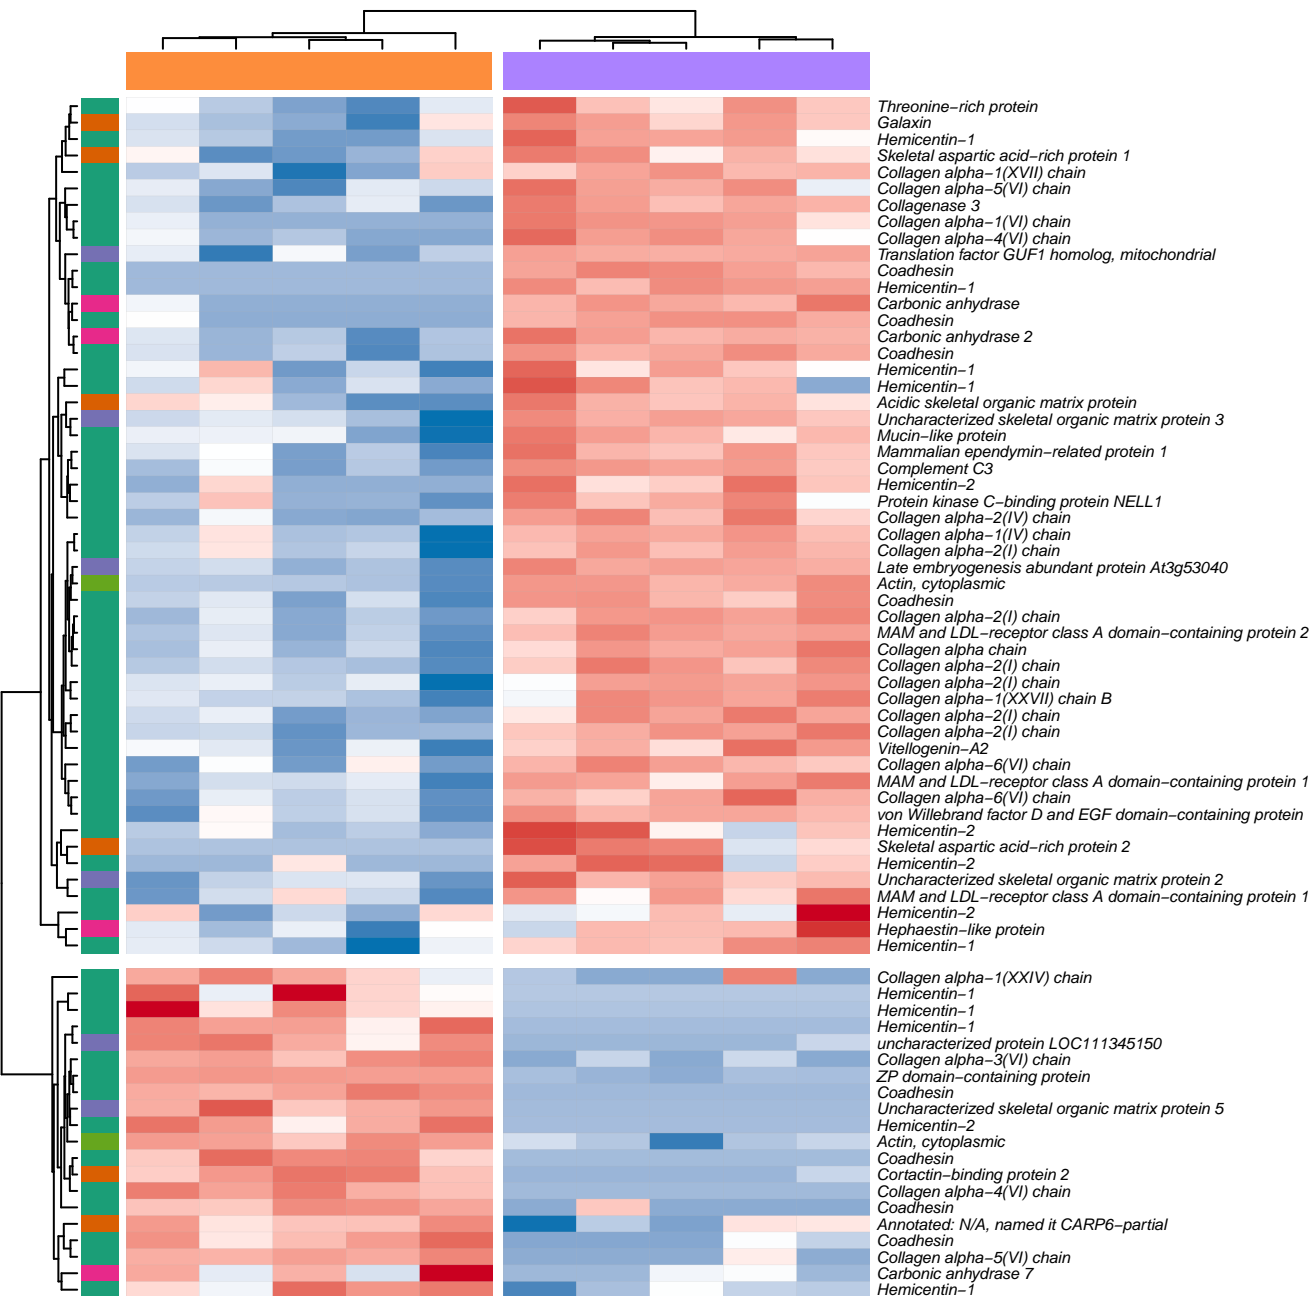 Threonine−rich protein
Galaxin
Hemicentin−1
Skeletal aspartic acid−rich protein 1
Collagen alpha−1(XVII) chain
Collagen alpha−5(VI) chain
Collagenase 3
Collagen alpha−1(VI) chain
Collagen alpha−4(VI) chain
Translation factor GUF1 homolog, mitochondrial
Coadhesin
Hemicentin−1
Carbonic anhydrase
Coadhesin
Carbonic anhydrase 2
Coadhesin
Hemicentin−1
Hemicentin−1
Acidic skeletal organic matrix protein
Uncharacterized skeletal organic matrix protein 3
Mucin−like protein
Mammalian ependymin−related protein 1
Complement C3
Hemicentin−2
Protein kinase C−binding protein NELL1
Collagen alpha−2(IV) chain
Collagen alpha−1(IV) chain
Collagen alpha−2(I) chain
Late embryogenesis abundant protein At3g53040
Actin, cytoplasmic
Coadhesin
Collagen alpha−2(I) chain
MAM and LDL−receptor class A domain−containing protein 2
Collagen alpha chain
Collagen alpha−2(I) chain
Collagen alpha−2(I) chain
Collagen alpha−1(XXVII) chain B
Collagen alpha−2(I) chain
Collagen alpha−2(I) chain
Vitellogenin−A2
Collagen alpha−6(VI) chain
MAM and LDL−receptor class A domain−containing protein 1
Collagen alpha−6(VI) chain
von Willebrand factor D and EGF domain−containing protein
Hemicentin−2
Skeletal aspartic acid−rich protein 2
Hemicentin−2
Uncharacterized skeletal organic matrix protein 2
MAM and LDL−receptor class A domain−containing protein 1
Hemicentin−2
Hephaestin−like protein
Hemicentin−1
Collagen alpha−1(XXIV) chain
Hemicentin−1
Hemicentin−1
Hemicentin−1
uncharacterized protein LOC111345150
Collagen alpha−3(VI) chain
ZP domain−containing protein
Coadhesin
Uncharacterized skeletal organic matrix protein 5
Hemicentin−2
Actin, cytoplasmic
Coadhesin
Cortactin−binding protein 2
Collagen alpha−4(VI) chain
Coadhesin
Annotated: N/A, named it CARP6−partial
Coadhesin
Collagen alpha−5(VI) chain
Carbonic anhydrase 7
Hemicentin−1